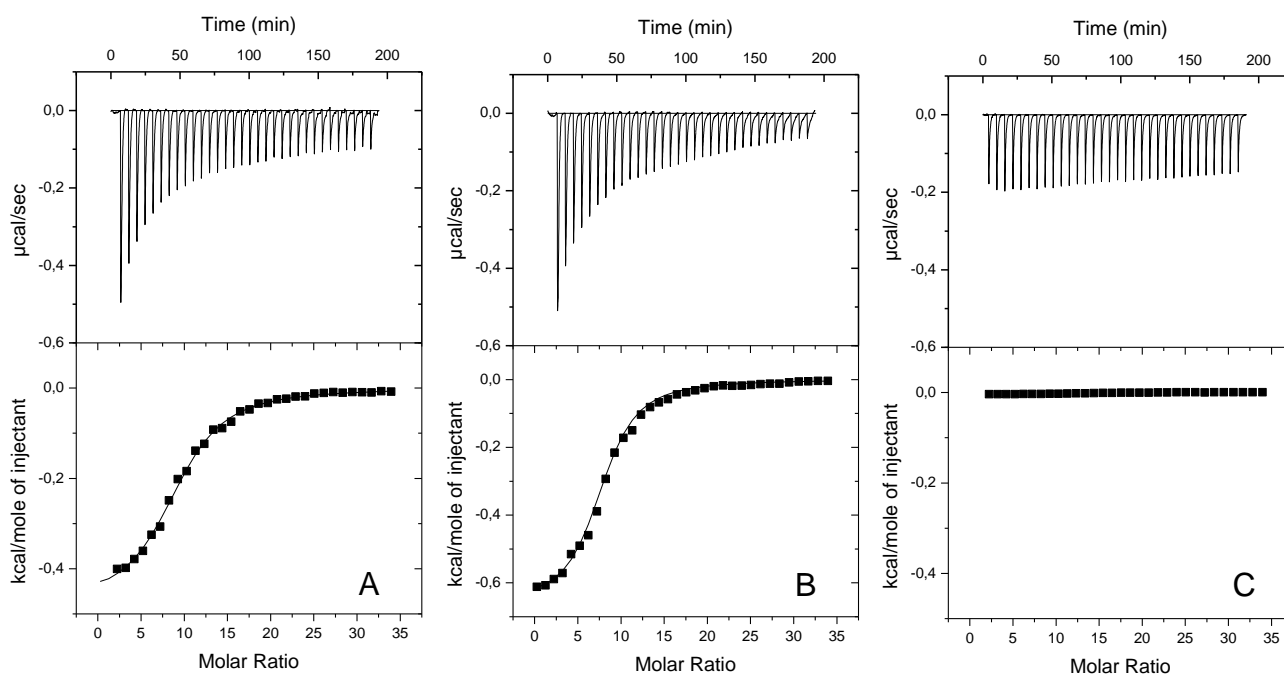 Time (min)
0 50 100 150 200
0,0
-0,2
-0,4
-0,6
µcal/sec
0,0
-0,2
-0,4
kcal/mole of injectant
A
0 5 10 15 20 25 30 35
Molar Ratio
Time (min)
0 50 100 150 200
0,0
-0,2
-0,4
-0,6
µcal/sec
0,0
-0,2
-0,4
-0,6
kcal/mole of injectant
B
0 5 10 15 20 25 30 35
Molar Ratio
Time (min)
0 50 100 150 200
0,0
-0,2
-0,4
-0,6
µcal/sec
0,0
-0,2
-0,4
kcal/mole of injectant
C
0 5 10 15 20 25 30 35
Molar Ratio